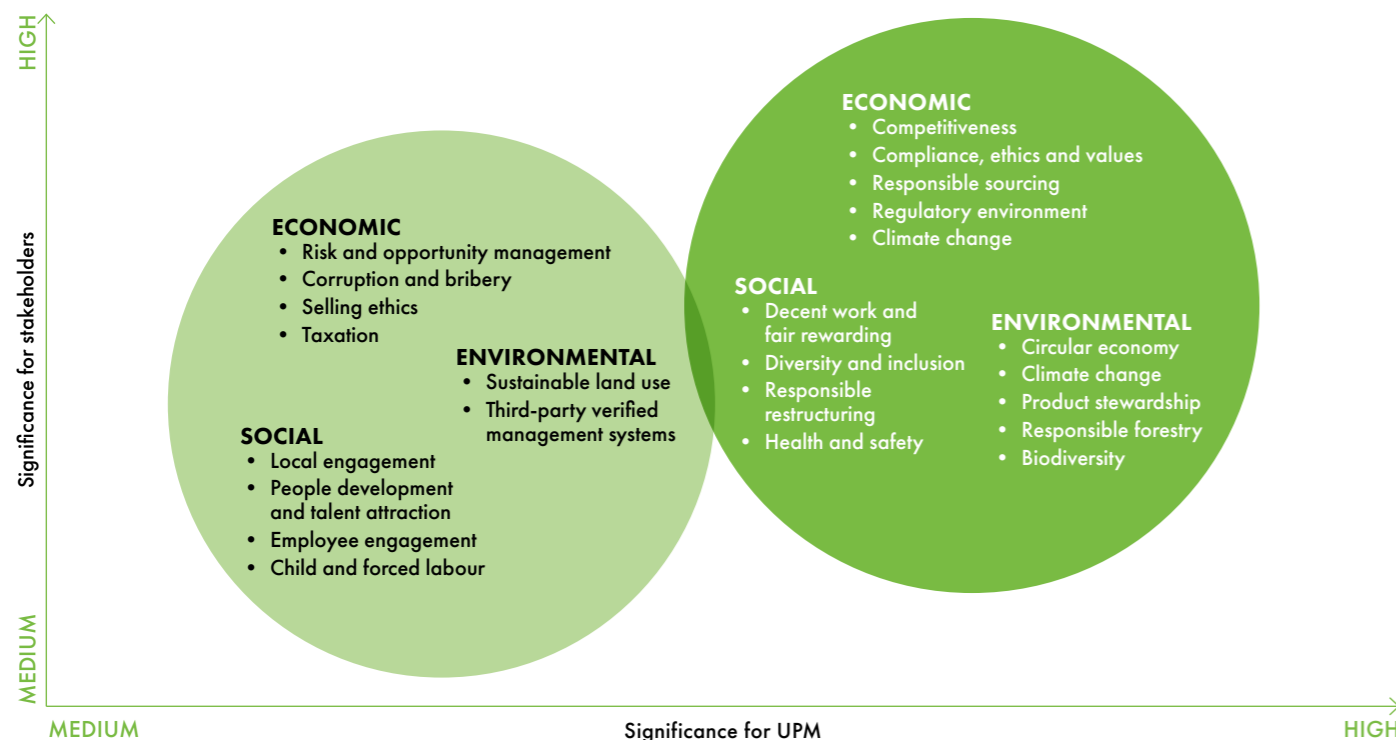 HIGH
Significance for stakeholders
MEDIUM
ECONOMIC
• Risk and opportunity management
• Corruption and bribery
• Selling ethics
• Taxation
ENVIRONMENTAL
• Sustainable land use
• Third-party verified
management systems
SOCIAL
• Local engagement
• People development
and talent attraction
• Employee engagement
• Child and forced labour
ECONOMIC
• Competitiveness
• Compliance, ethics and values
• Responsible sourcing
• Regulatory environment
• Climate change
SOCIAL
• Decent work and
fair rewarding
• Diversity and inclusion
• Responsible
restructuring
• Health and safety
ENVIRONMENTAL
• Circular economy
• Climate change
• Product stewardship
• Responsible forestry
• Biodiversity
MEDIUM
Significance for UPM
HIGH